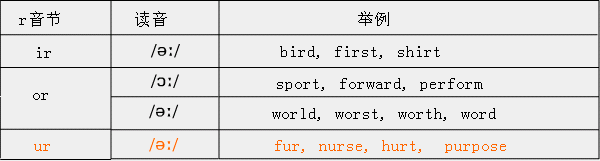 r音节 读音 举例
ir /ə:/ bird, first, shirt
or /ɔ:/ sport, forward, perform
/ə:/ world, worst, worth, word
ur /ə:/ fur, nurse, hurt, purpose